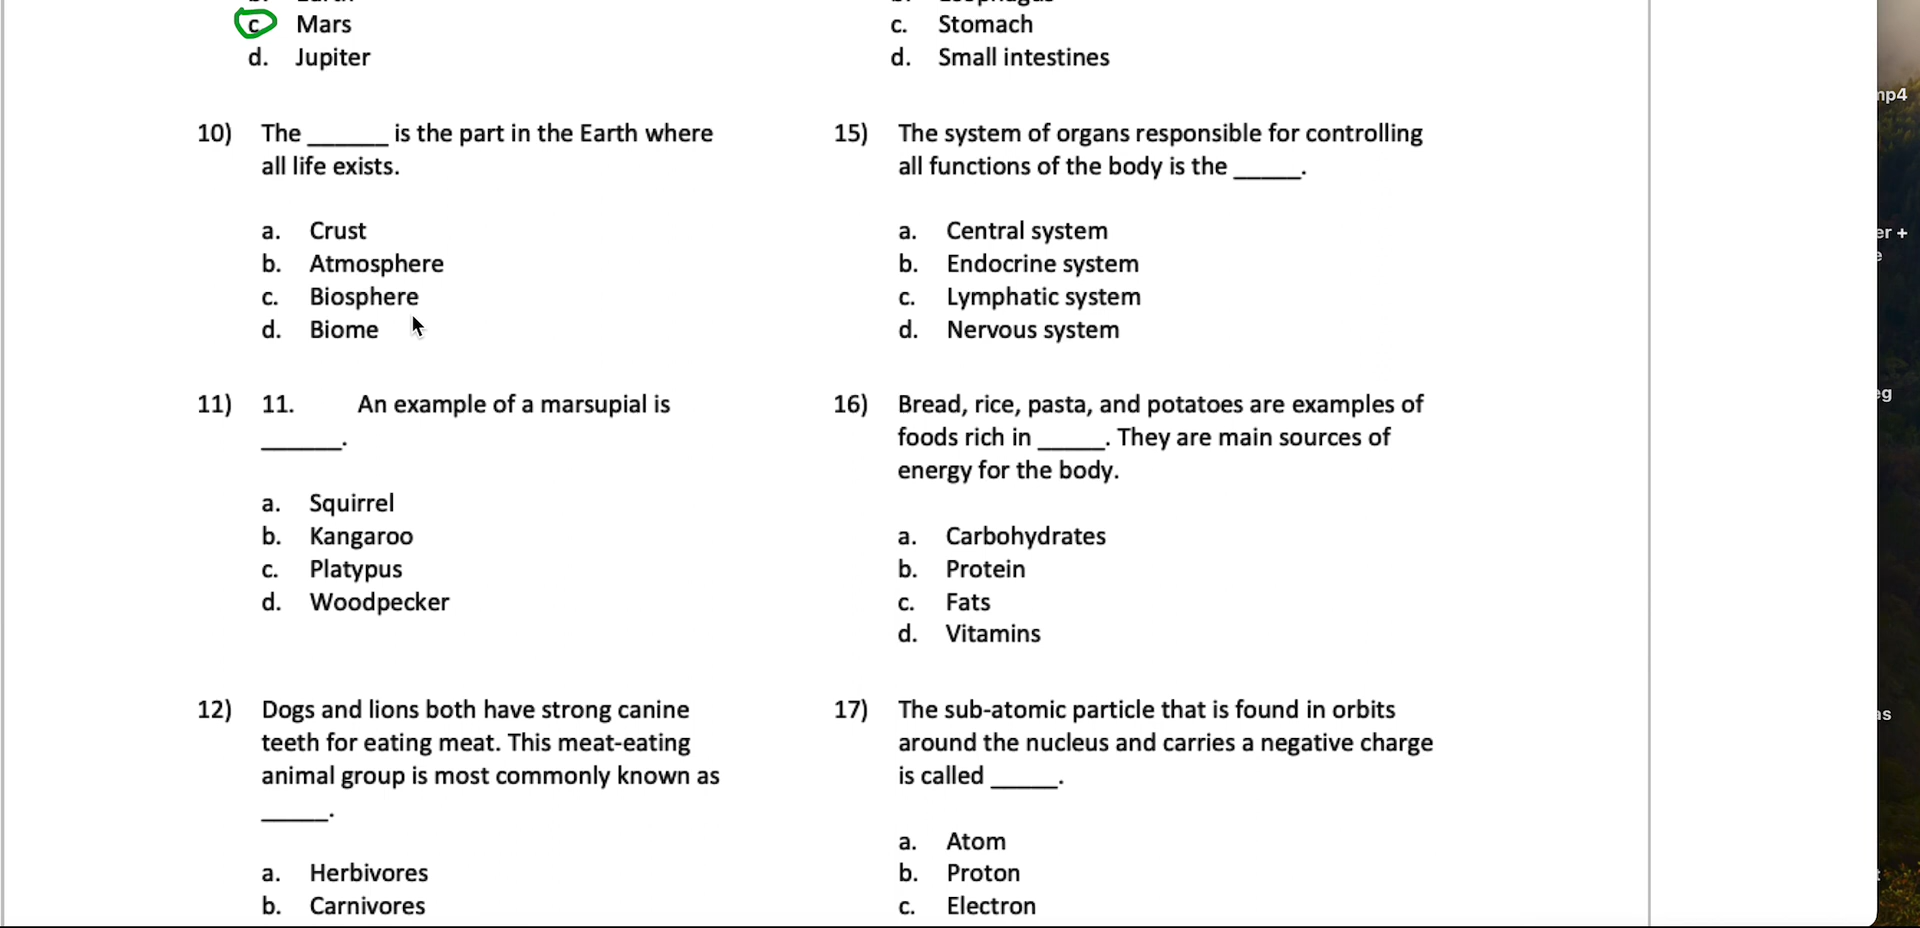 c. Mars
d. Jupiter
10) The ______ is the part in the Earth where
all life exists.
a. Crust
b. Atmosphere
c. Biosphere
d. Biome
11) 11. An example of a marsupial is
______.
a. Squirrel
b. Kangaroo
c. Platypus
d. Woodpecker
12) Dogs and lions both have strong canine
teeth for eating meat. This meat-eating
animal group is most commonly known as
_____.
a. Herbivores
b. Carnivores
c. Stomach
d. Small intestines
15) The system of organs responsible for controlling
all functions of the body is the _____.
a. Central system
b. Endocrine system
c. Lymphatic system
d. Nervous system
16) Bread, rice, pasta, and potatoes are examples of
foods rich in _____. They are main sources of
energy for the body.
a. Carbohydrates
b. Protein
c. Fats
d. Vitamins
17) The sub-atomic particle that is found in orbits
around the nucleus and carries a negative charge
is called _____.
a. Atom
b. Proton
c. Electron